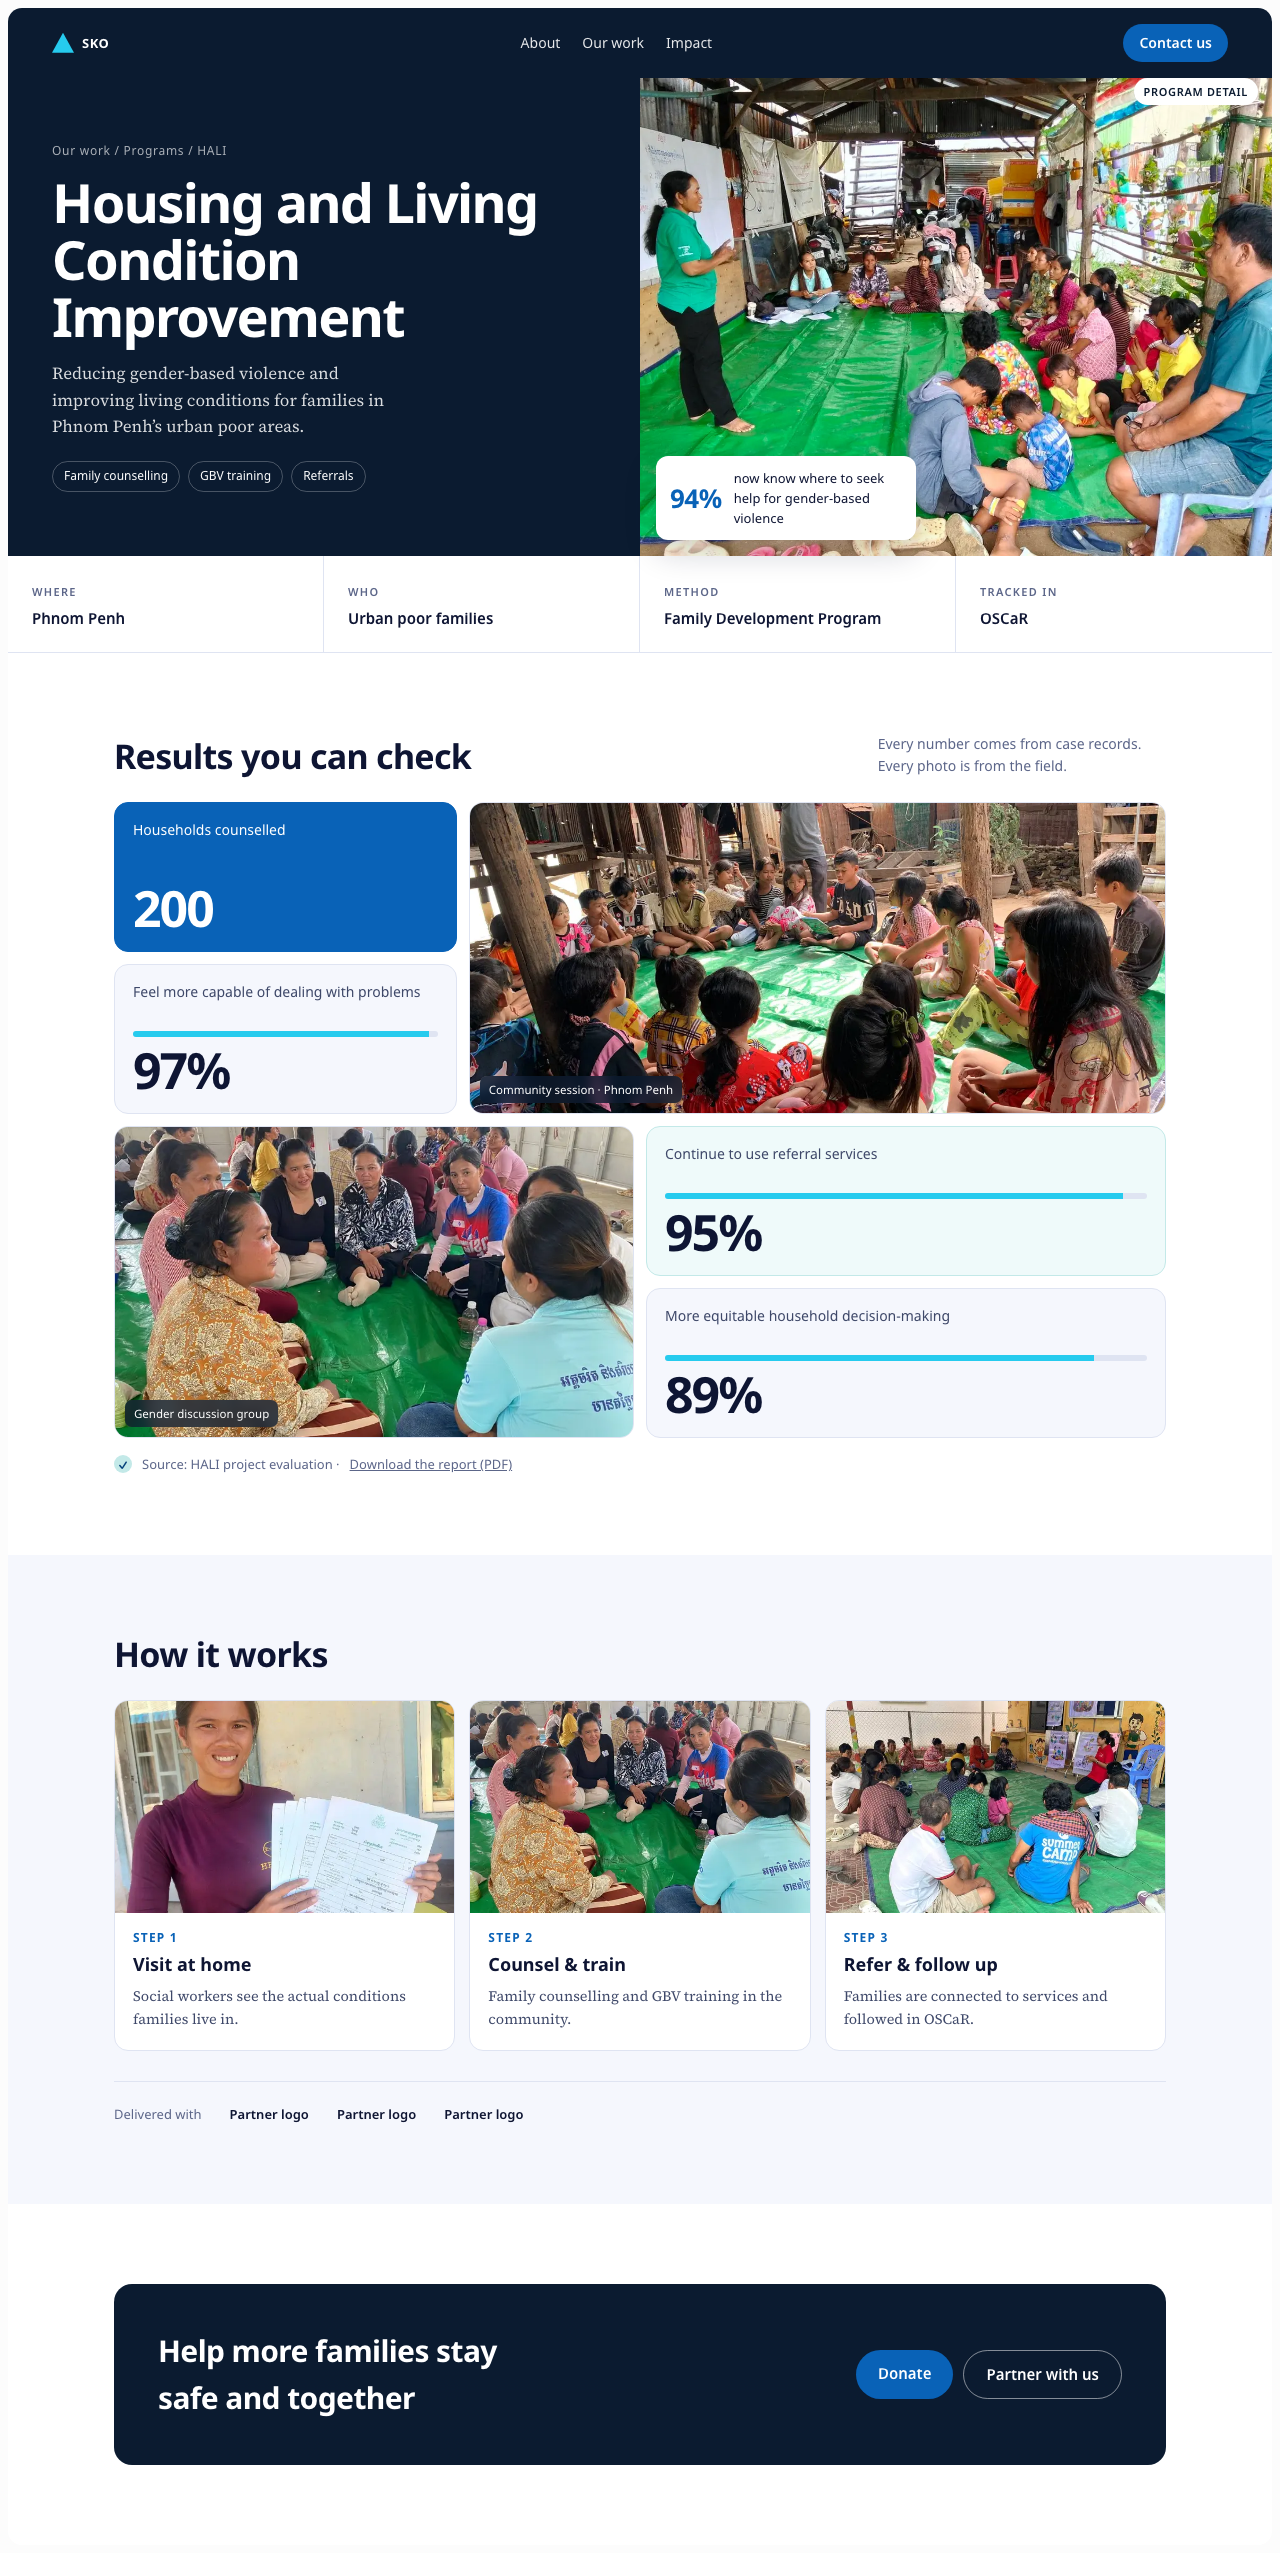 SKO
About
Our work
Impact
Contact us
PROGRAM DETAIL
Our work / Programs / HALI
Housing and Living
Condition
Improvement
Reducing gender-based violence and
improving living conditions for families in
Phnom Penh’s urban poor areas.
Family counselling
GBV training
Referrals
94%
now know where to seek
help for gender-based
violence
WHERE
Phnom Penh
WHO
Urban poor families
METHOD
Family Development Program
TRACKED IN
OSCaR
Results you can check
Every number comes from case records.
Every photo is from the field.
Households counselled
200
Feel more capable of dealing with problems
97%
Community session · Phnom Penh
Gender discussion group
Continue to use referral services
95%
More equitable household decision-making
89%
Source: HALI project evaluation · Download the report (PDF)
How it works
summer
CAMP
STEP 1
Visit at home
Social workers see the actual conditions
families live in.
STEP 2
Counsel & train
Family counselling and GBV training in the
community.
STEP 3
Refer & follow up
Families are connected to services and
followed in OSCaR.
Delivered with
Partner logo
Partner logo
Partner logo
Help more families stay
safe and together
Donate
Partner with us